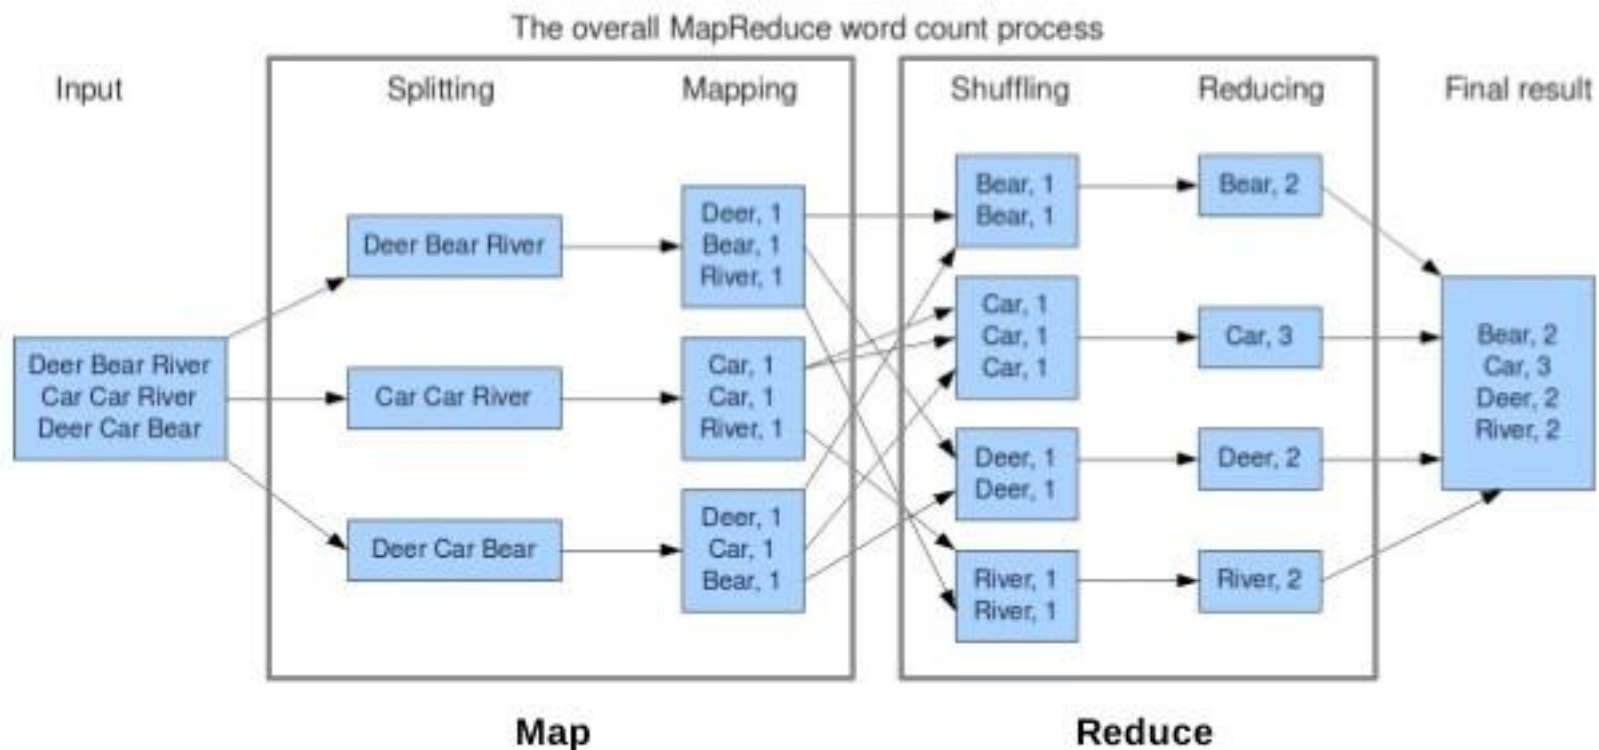 The overall MapReduce word count process
Input
Splitting
Mapping
Shuffling
Reducing
Final result
Deer Bear River
Car Car River
Deer Car Bear
Deer Bear River
Car Car River
Deer Car Bear
Deer, 1
Bear, 1
River, 1
Car, 1
Car, 1
River, 1
Deer, 1
Car, 1
Bear, 1
Bear, 1
Bear, 1
Car, 1
Car, 1
Car, 1
Deer, 1
Deer, 1
River, 1
River, 1
Bear, 2
Car, 3
Deer, 2
River, 2
Bear, 2
Car, 3
Deer, 2
River, 2
Map
Reduce